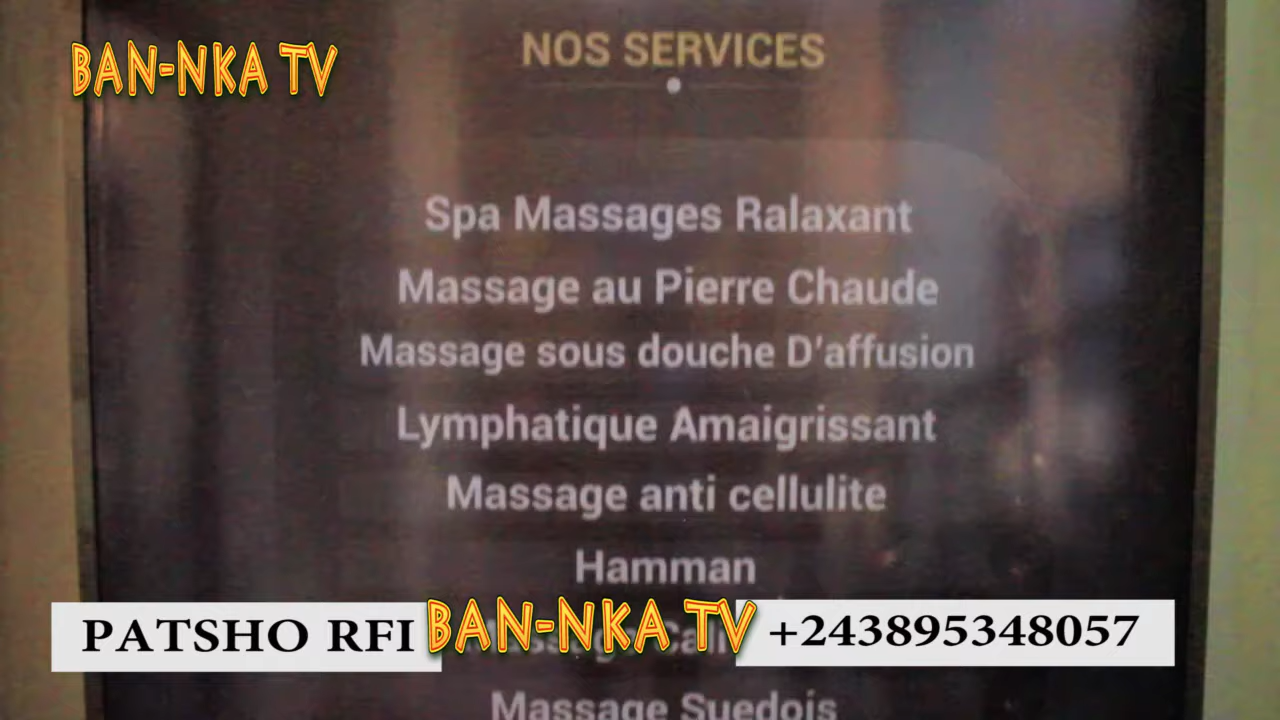 BAN-NKA TV
NOS SERVICES
Spa Massages Ralaxant
Massage au Pierre Chaude
Massage sous douche D'affusion
Lymphatique Amaigrissant
Massage anti cellulite
Hamman
PATSHO RFI BAN-NKA TV +243895348057
Massage Suedois